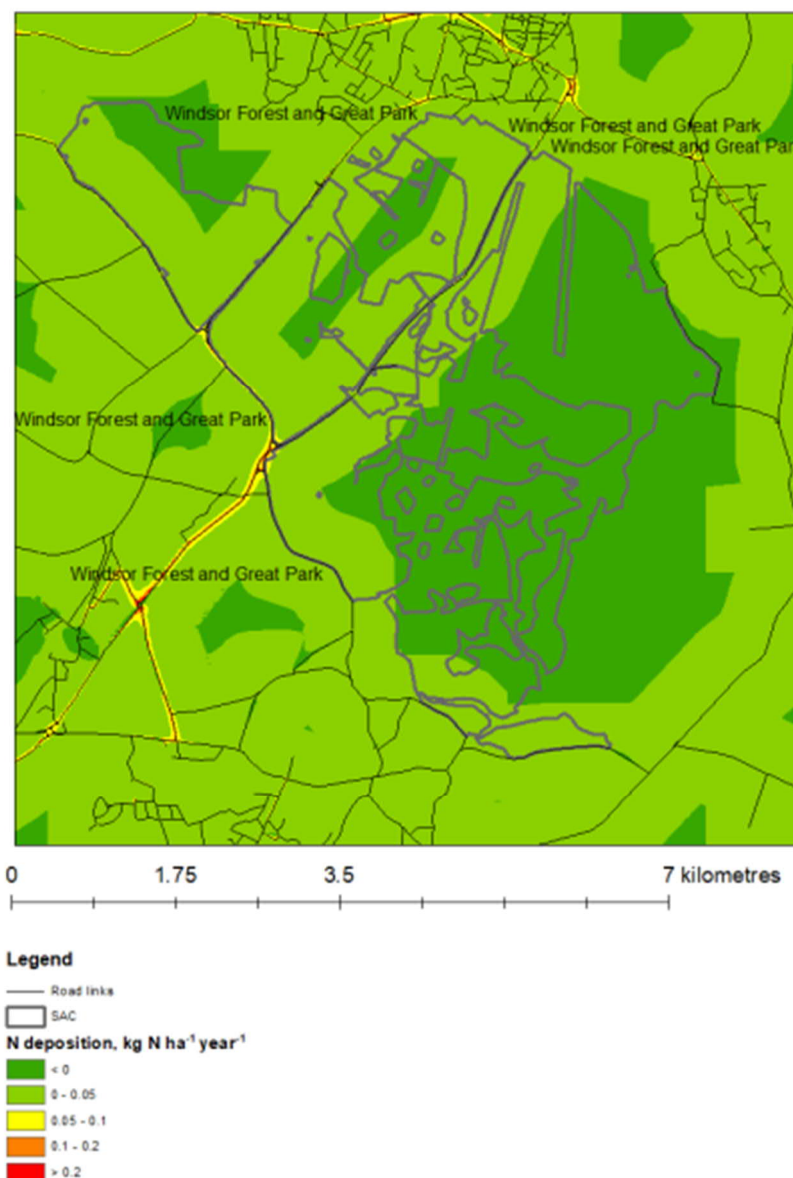 Windsor Forest and Great Park
Windsor Forest and Great Park
Windsor Forest and Great Par
Windsor Forest and Great Park
Windsor Forest and Great Park
0 1.75 3.5 7 kilometres
Legend
Road links
SAC
N deposition, kg N ha⁻¹ year⁻¹
< 0
0 - 0.05
0.05 - 0.1
0.1 - 0.2
> 0.2